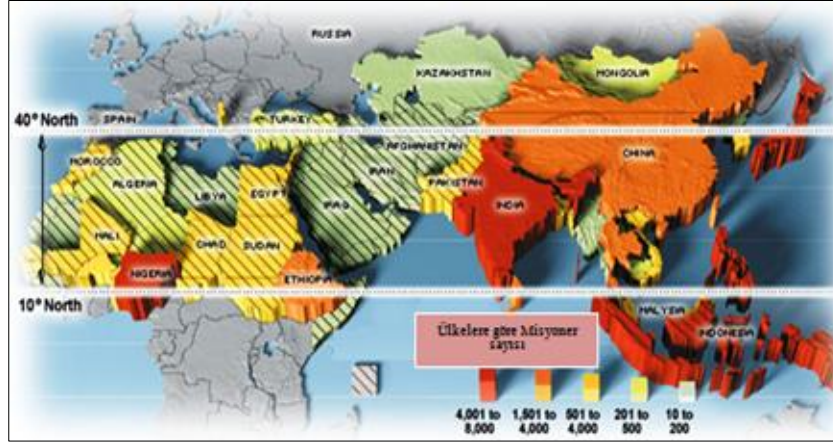 RUSSIA
KAZAKHSTAN
MONGOLIA
40° North
SPAIN
TURKEY
MOROCCO
AFGHANISTAN
ALGERIA
IRAN
CHINA
LIBYA
EGYPT
PAKISTAN
IRAQ
INDIA
MALI
CHAD
SUDAN
NIGERIA
ETHIOPIA
10° North
MALYSIA
INDONESIA
Ülkelere göre Misyoner
sayısı
4,001 to
8,000
1,501 to
4,000
501 to
4,000
201 to
500
10 to
200